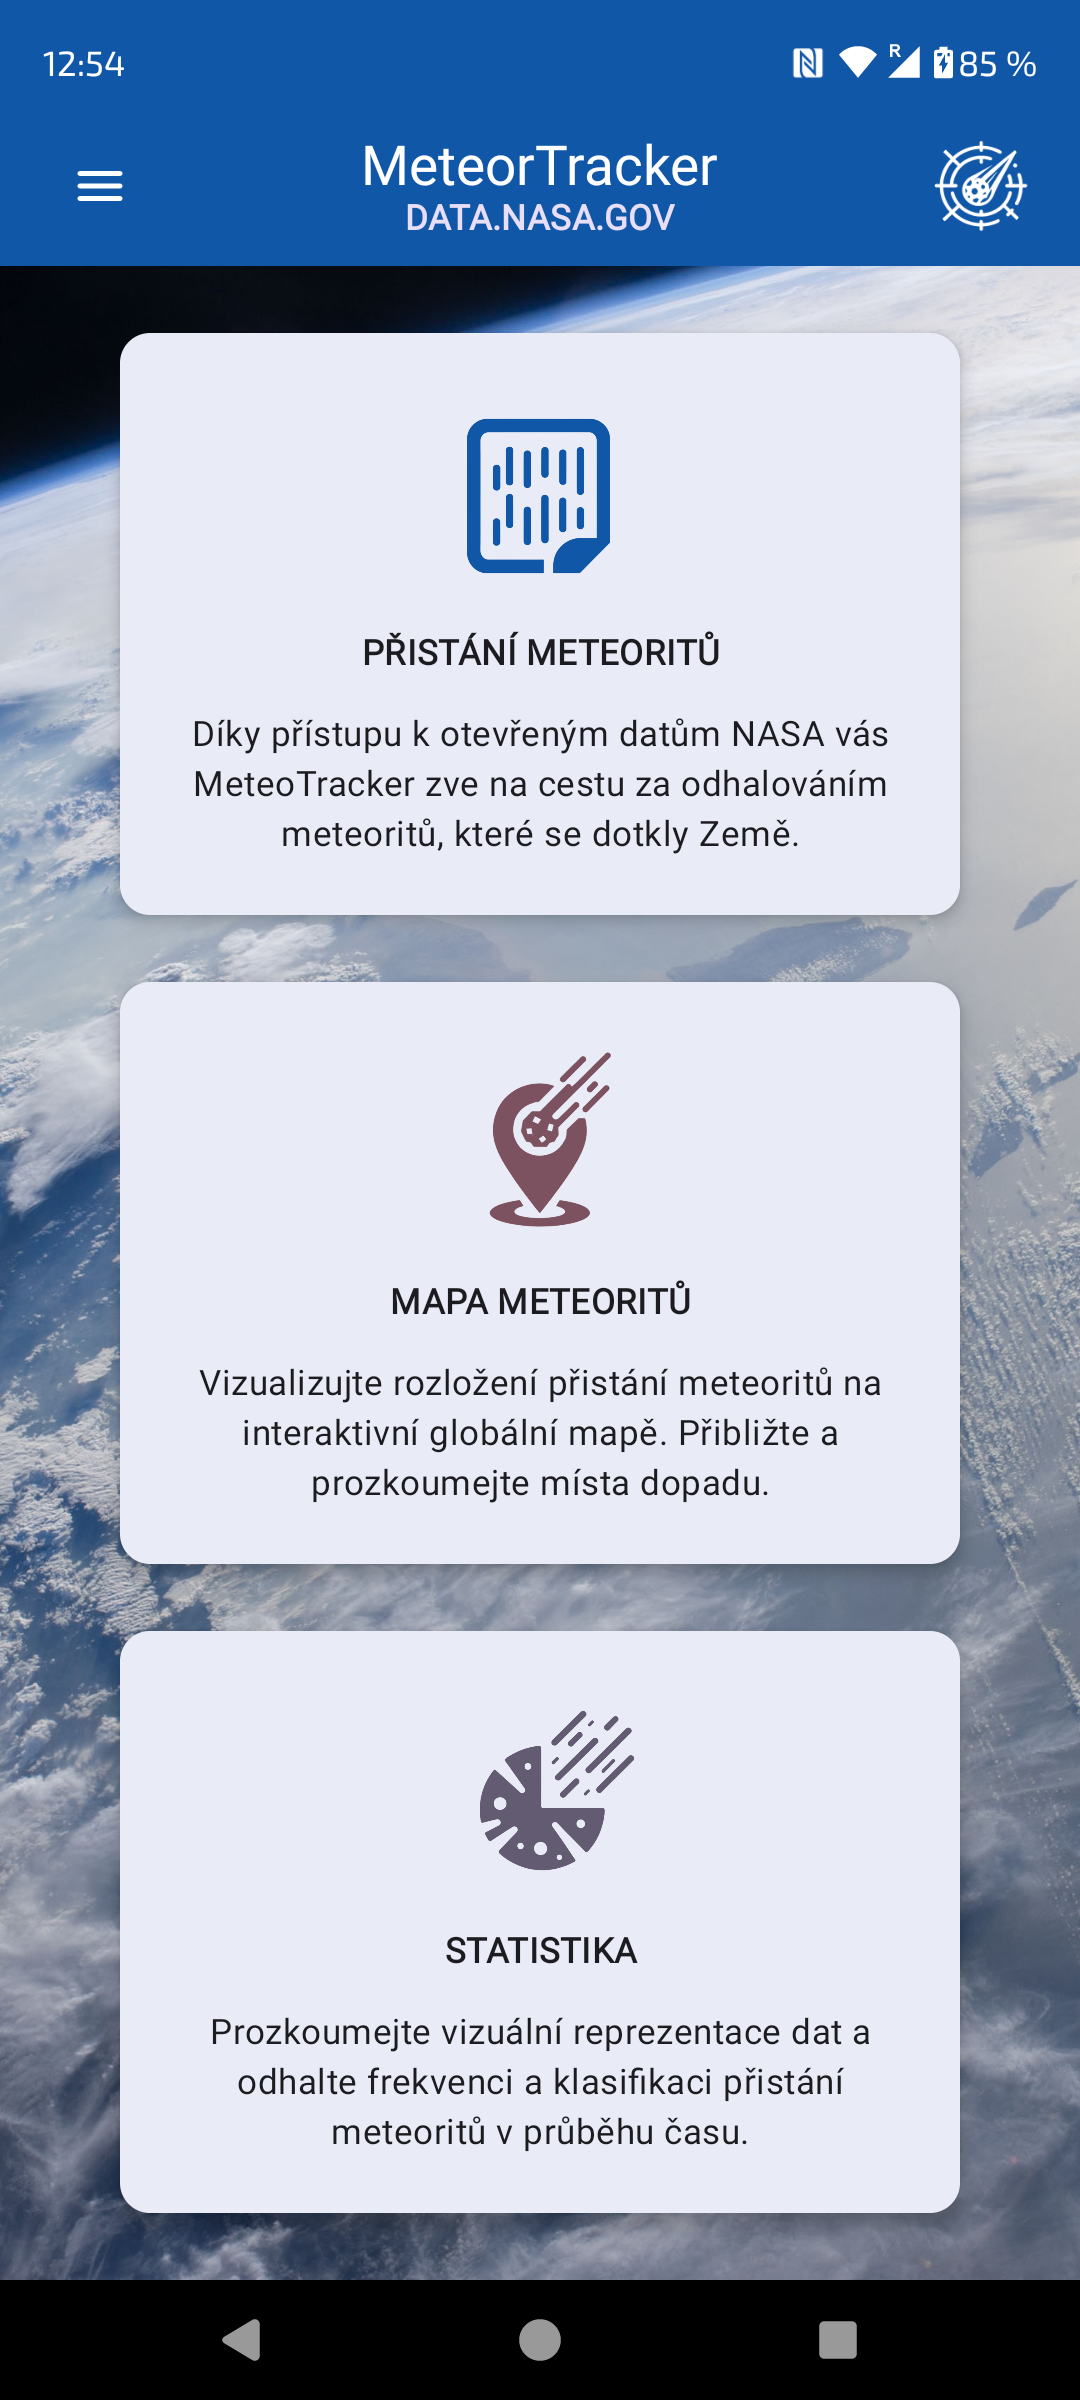 12:54
R
85 %
MeteorTracker
DATA.NASA.GOV
PŘISTÁNÍ METEORITŮ
Díky přístupu k otevřeným datům NASA vás
MeteoTracker zve na cestu za odhalováním
meteoritů, které se dotkly Země.
MAPA METEORITŮ
Vizualizujte rozložení přistání meteoritů na
interaktivní globální mapě. Přibližte a
prozkoumejte místa dopadu.
STATISTIKA
Prozkoumejte vizuální reprezentace dat a
odhalte frekvenci a klasifikaci přistání
meteoritů v průběhu času.